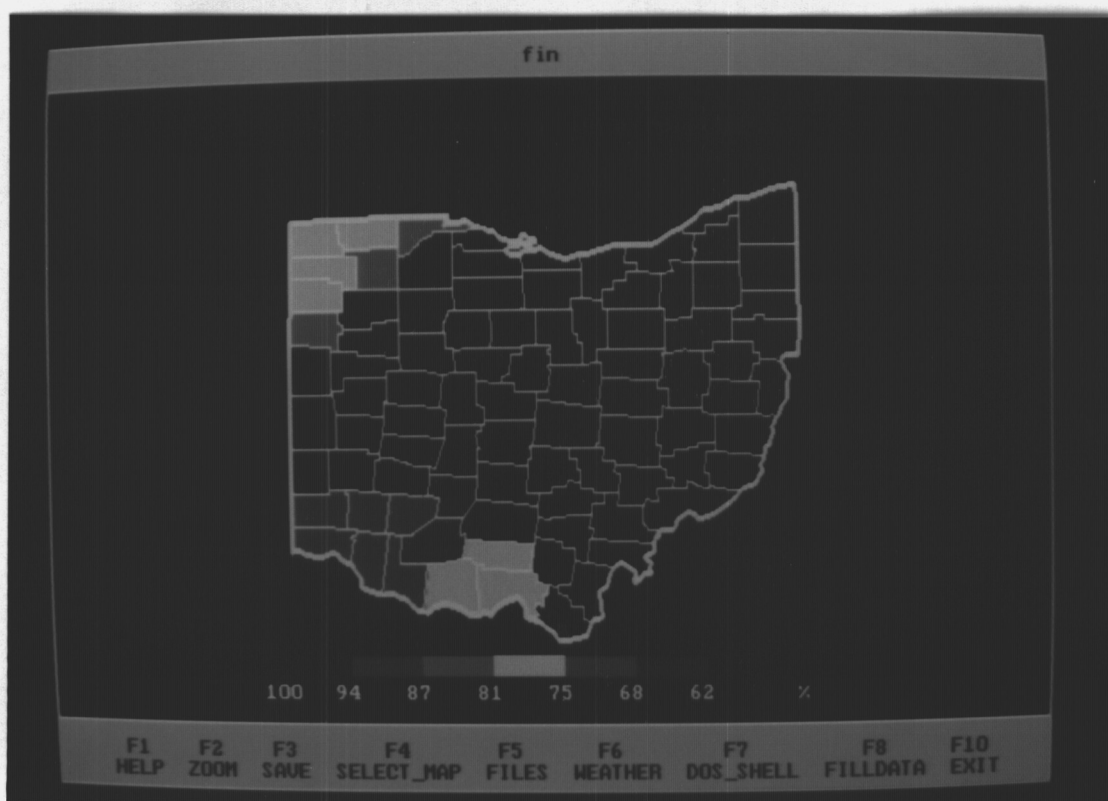 fin
100 94 87 81 75 68 62 %
F1 F2 F3 F4 F5 F6 F7 F8 F10
HELP ZOOM SAVE SELECT_MAP FILES WEATHER DOS_SHELL FILLDATA EXIT